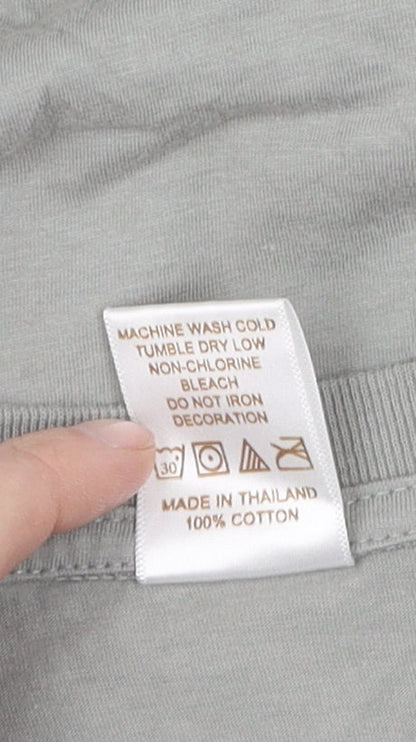 MACHINE WASH COLD
TUMBLE DRY LOW
NON-CHLORINE
BLEACH
DO NOT IRON
DECORATION
30
MADE IN THAILAND
100% COTTON